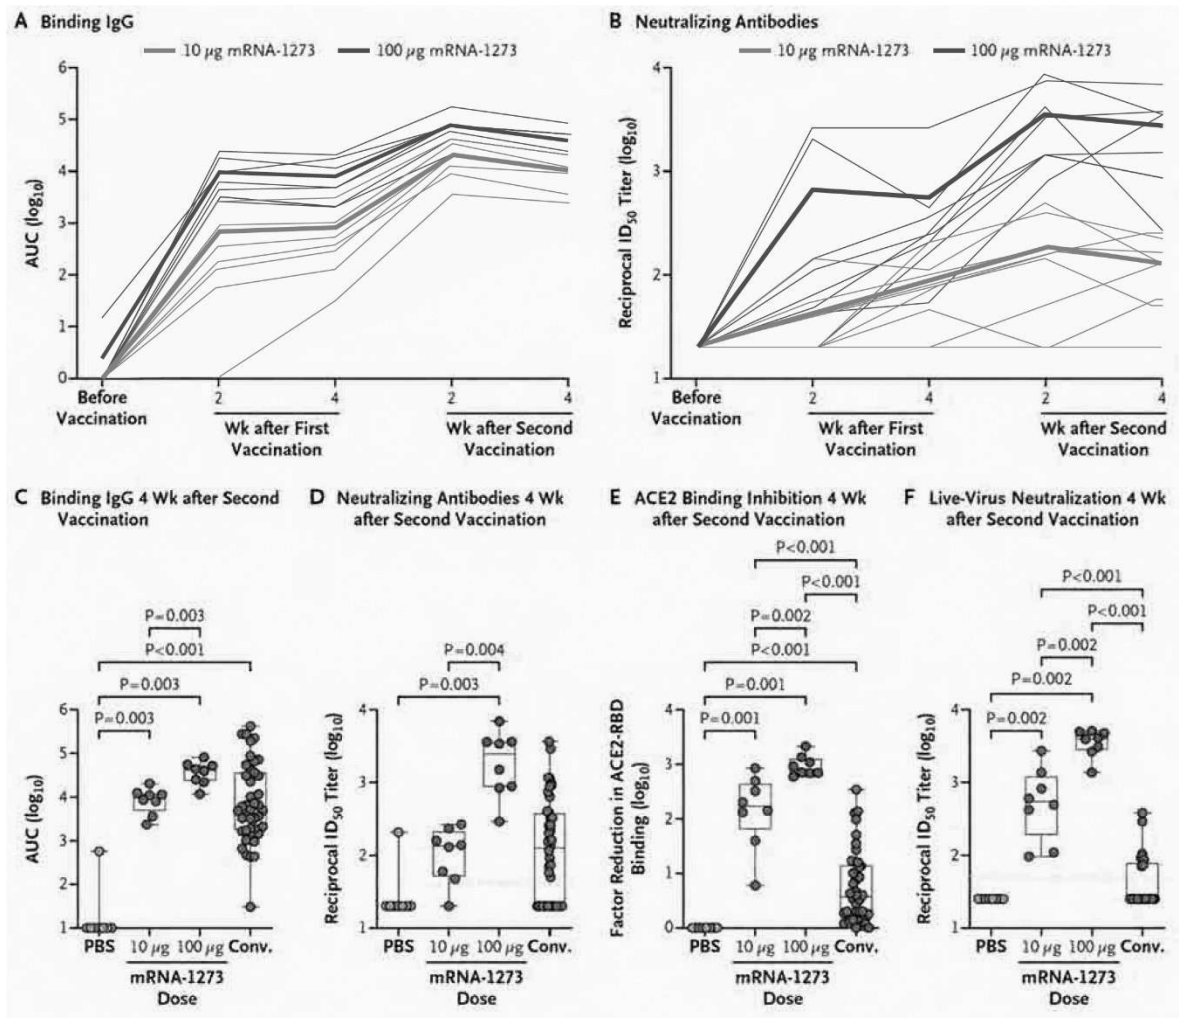 A Binding IgG
10 μg mRNA-1273 100 μg mRNA-1273
AUC (log10)
6
5
4
3
2
1
0
Before Vaccination
2 4 2 4
Wk after First Vaccination
Wk after Second Vaccination
B Neutralizing Antibodies
10 μg mRNA-1273 100 μg mRNA-1273
Reciprocal ID50 Titer (log10)
4
3
2
1
Before Vaccination
2 4 2 4
Wk after First Vaccination
Wk after Second Vaccination
C Binding IgG 4 Wk after Second
Vaccination
P=0.003
P<0.001
P=0.003
P=0.003
AUC (log10)
6
5
4
3
2
1
PBS 10 μg 100 μg Conv.
mRNA-1273
Dose
D Neutralizing Antibodies 4 Wk
after Second Vaccination
P=0.004
P=0.003
Reciprocal ID50 Titer (log10)
4
3
2
1
PBS 10 μg 100 μg Conv.
mRNA-1273
Dose
E ACE2 Binding Inhibition 4 Wk
after Second Vaccination
P<0.001
P<0.001
P=0.002
P<0.001
P=0.001
P=0.001
Factor Reduction in ACE2-RBD
Binding (log10)
4
3
2
1
0
PBS 10 μg 100 μg Conv.
mRNA-1273
Dose
F Live-Virus Neutralization 4 Wk
after Second Vaccination
P<0.001
P<0.001
P=0.002
P=0.002
P=0.002
Reciprocal ID50 Titer (log10)
4
3
2
1
PBS 10 μg 100 μg Conv.
mRNA-1273
Dose